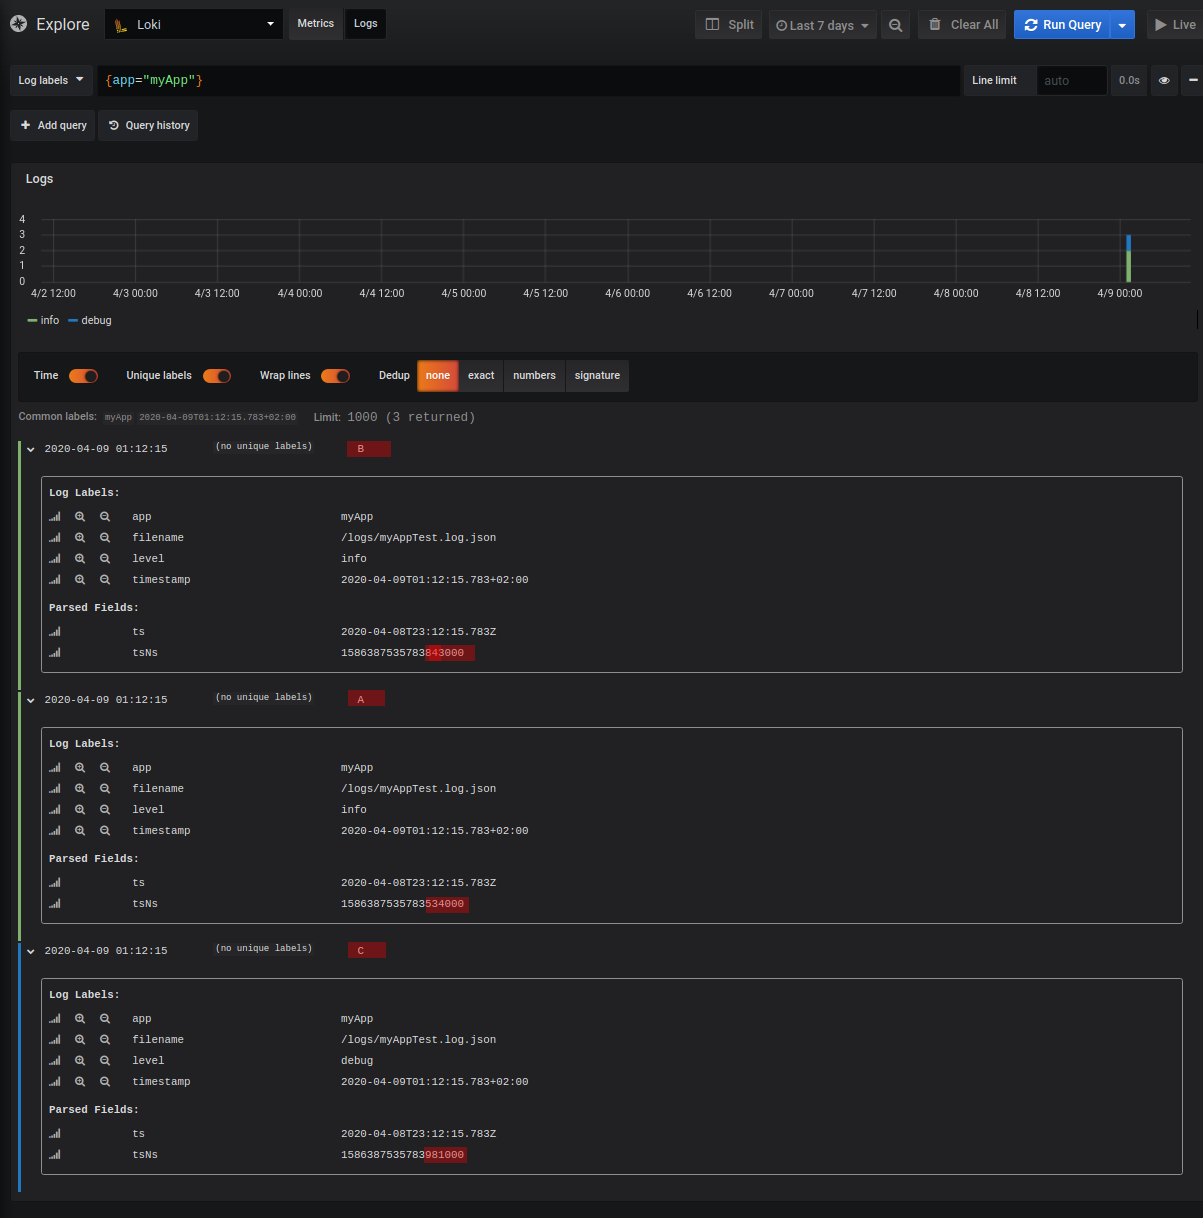 Explore Loki Metrics Logs Split Last 7 days Clear All Run Query Live
Log labels {app="myApp"} Line limit auto 0.0s
Add query Query history
Logs
4
3
2
1
0
4/2 12:00 4/3 00:00 4/3 12:00 4/4 00:00 4/4 12:00 4/5 00:00 4/5 12:00 4/6 00:00 4/6 12:00 4/7 00:00 4/7 12:00 4/8 00:00 4/8 12:00 4/9 00:00
info debug
Time Unique labels Wrap lines Dedup none exact numbers signature
Common labels: myApp 2020-04-09T01:12:15.783+02:00 Limit: 1000 (3 returned)
2020-04-09 01:12:15 (no unique labels) B
Log Labels:
app myApp
filename /logs/myAppTest.log.json
level info
timestamp 2020-04-09T01:12:15.783+02:00
Parsed Fields:
ts 2020-04-08T23:12:15.783Z
tsNs 1586387535783843000
2020-04-09 01:12:15 (no unique labels) A
Log Labels:
app myApp
filename /logs/myAppTest.log.json
level info
timestamp 2020-04-09T01:12:15.783+02:00
Parsed Fields:
ts 2020-04-08T23:12:15.783Z
tsNs 1586387535783534000
2020-04-09 01:12:15 (no unique labels) C
Log Labels:
app myApp
filename /logs/myAppTest.log.json
level debug
timestamp 2020-04-09T01:12:15.783+02:00
Parsed Fields:
ts 2020-04-08T23:12:15.783Z
tsNs 1586387535783981000